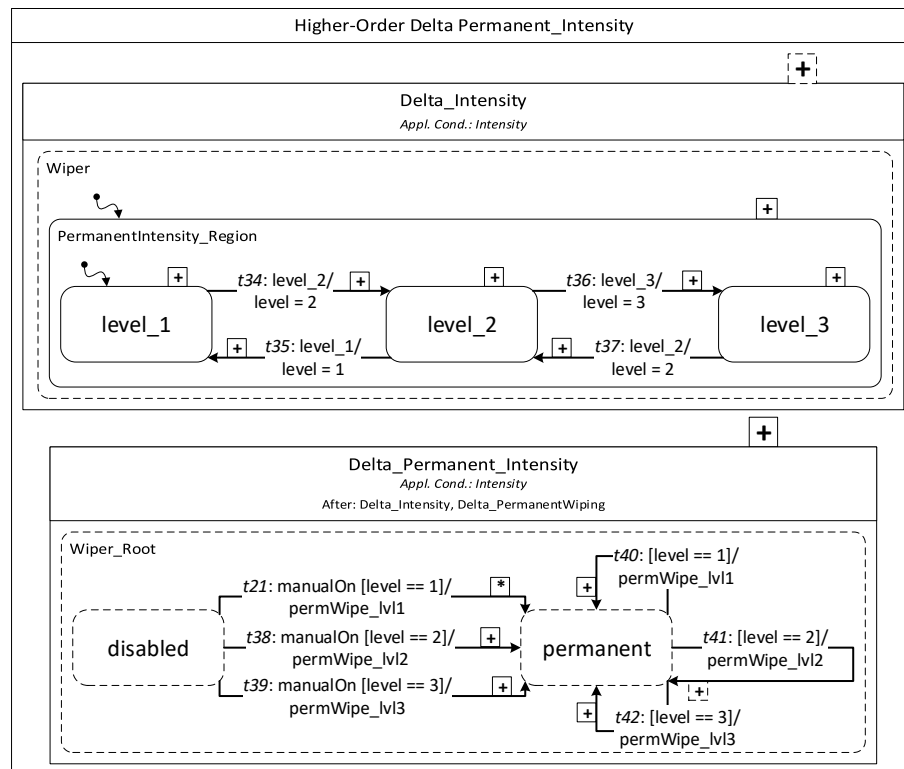 Higher-Order Delta Permanent_Intensity
+
Delta_Intensity
Appl. Cond.: Intensity
Wiper
+
PermanentIntensity_Region
+
t34: level_2/
level = 2
+
+
t36: level_3/
level = 3
+
+
level_1
level_2
level_3
+
t35: level_1/
level = 1
+
t37: level_2/
level = 2
+
Delta_Permanent_Intensity
Appl. Cond.: Intensity
After: Delta_Intensity, Delta_PermanentWiping
Wiper_Root
t21: manualOn [level == 1]/
permWipe_lvl1
*
t40: [level == 1]/
permWipe_lvl1
+
disabled
t38: manualOn [level == 2]/
permWipe_lvl2
+
permanent
t41: [level == 2]/
permWipe_lvl2
t39: manualOn [level == 3]/
permWipe_lvl3
+
+
+
t42: [level == 3]/
permWipe_lvl3